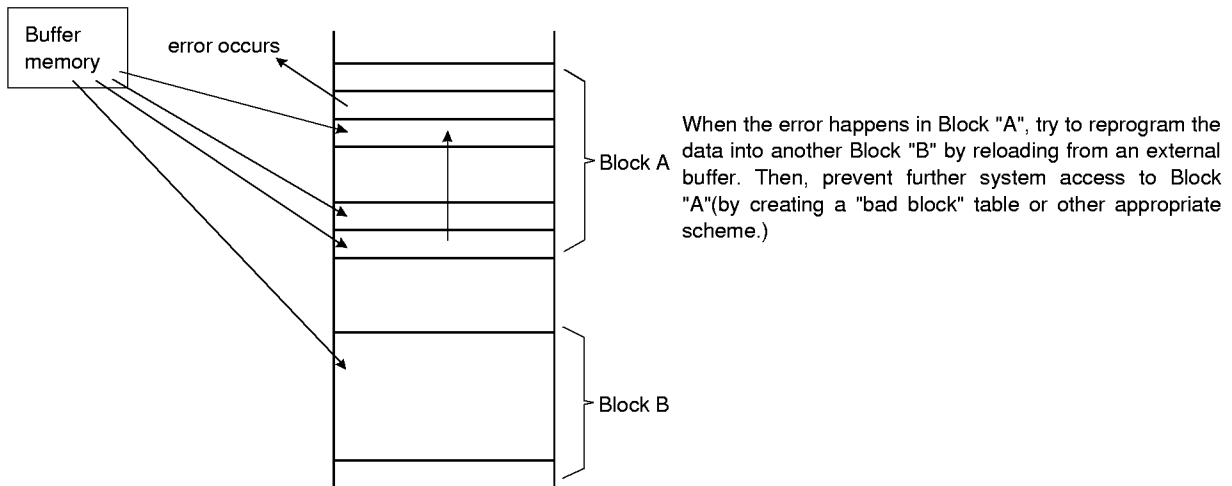 Buffer
memory
error occurs
Block A
When the error happens in Block "A", try to reprogram the
data into another Block "B" by reloading from an external
buffer. Then, prevent further system access to Block
"A"(by creating a "bad block" table or other appropriate
scheme.)
Block B